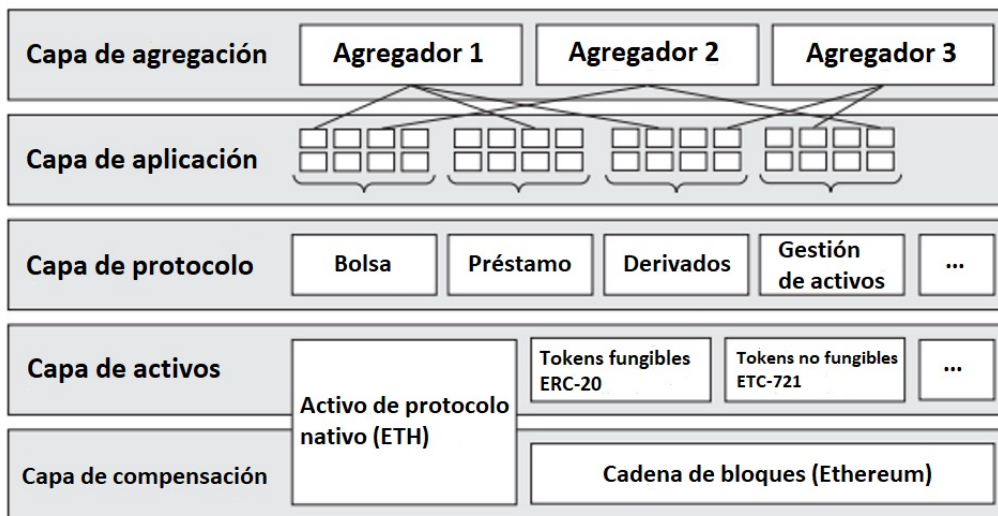 Capa de agregación
Agregador 1
Agregador 2
Agregador 3
Capa de aplicación
Capa de protocolo
Bolsa
Préstamo
Derivados
Gestión
de activos
...
Capa de activos
Activo de protocolo
nativo (ETH)
Tokens fungibles
ERC-20
Tokens no fungibles
ETC-721
...
Capa de compensación
Cadena de bloques (Ethereum)